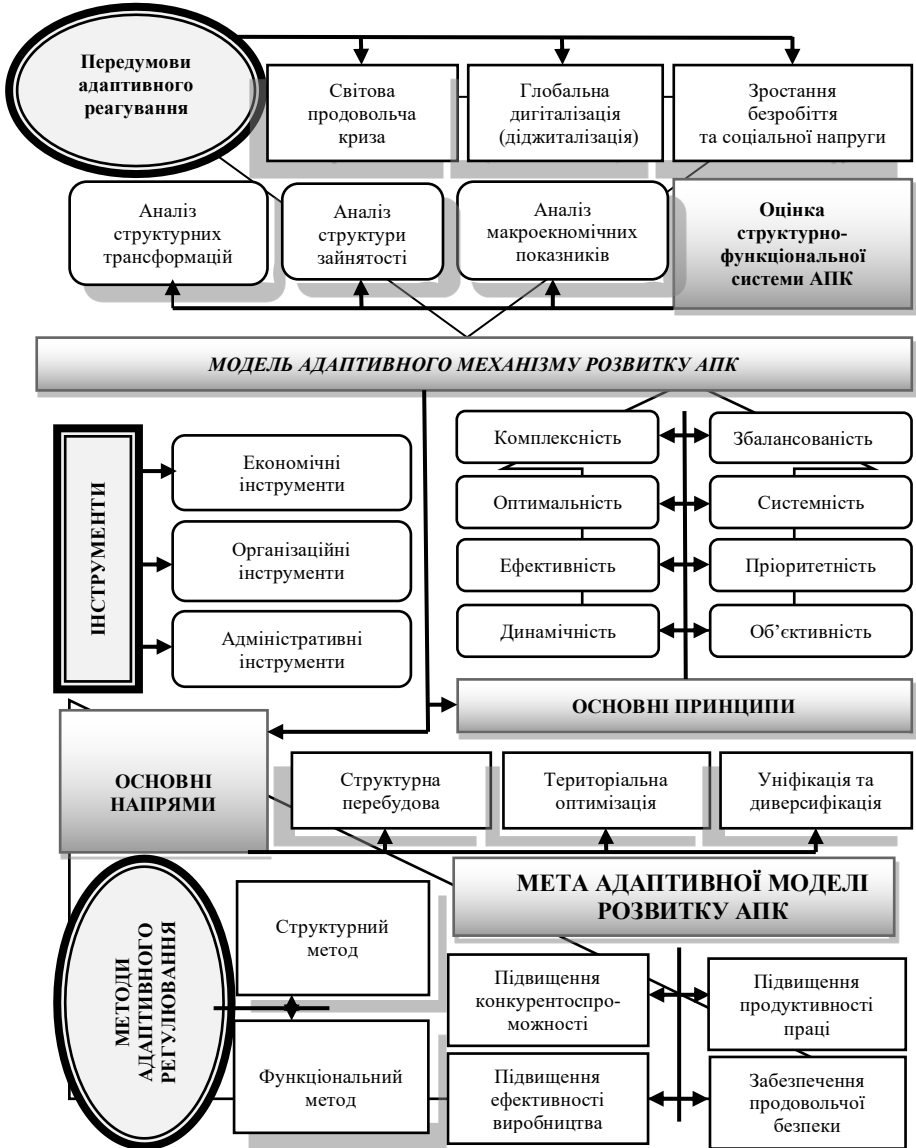 Передумови
адаптивного
реагування
Світова
продовольча
криза
Глобальна
дигіталізація
(діджиталізація)
Зростання
безробіття
та соціальної напруги
Аналіз
структурних
трансформацій
Аналіз
структури
зайнятості
Аналіз
макроекномічних
показників
Оцінка
структурно-
функціональної
системи АПК
МОДЕЛЬ АДАПТИВНОГО МЕХАНІЗМУ РОЗВИТКУ АПК
ІНСТРУМЕНТИ
Економічні
інструменти
Організаційні
інструменти
Адміністративні
інструменти
Комплексність
Збалансованість
Оптимальність
Системність
Ефективність
Пріоритетність
Динамічність
Об’єктивність
ОСНОВНІ ПРИНЦИПИ
ОСНОВНІ
НАПРЯМИ
Структурна
перебудова
Територіальна
оптимізація
Уніфікація та
диверсифікація
МЕТОДИ
АДАПТИВНОГО
РЕГУЛЮВАННЯ
Структурний
метод
Функціональний
метод
МЕТА АДАПТИВНОЇ МОДЕЛІ
РОЗВИТКУ АПК
Підвищення
конкурентоспро-
можності
Підвищення
продуктивності
праці
Підвищення
ефективності
виробництва
Забезпечення
продовольчої
безпеки